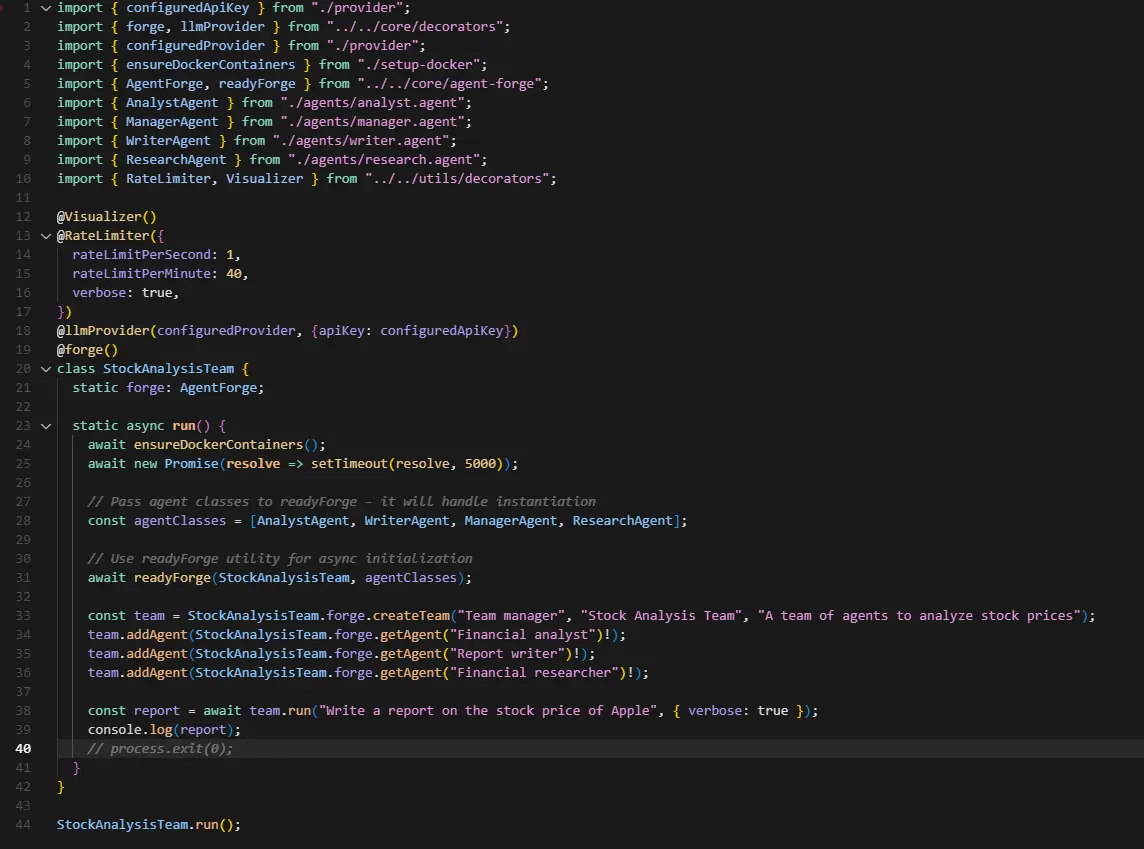 1 import { configuredApiKey } from "./provider";
2 import { forge, llmProvider } from "../../core/decorators";
3 import { configuredProvider } from "./provider";
4 import { ensureDockerContainers } from "./setup-docker";
5 import { AgentForge, readyForge } from "../../core/agent-forge";
6 import { AnalystAgent } from "./agents/analyst.agent";
7 import { ManagerAgent } from "./agents/manager.agent";
8 import { WriterAgent } from "./agents/writer.agent";
9 import { ResearchAgent } from "./agents/research.agent";
10 import { RateLimiter, Visualizer } from "../../utils/decorators";
11
12 @Visualizer()
13 @RateLimiter({
14   rateLimitPerSecond: 1,
15   rateLimitPerMinute: 40,
16   verbose: true,
17 })
18 @llmProvider(configuredProvider, {apiKey: configuredApiKey})
19 @forge()
20 class StockAnalysisTeam {
21   static forge: AgentForge;
22
23   static async run() {
24     await ensureDockerContainers();
25     await new Promise(resolve => setTimeout(resolve, 5000));
26
27     // Pass agent classes to readyForge - it will handle instantiation
28     const agentClasses = [AnalystAgent, WriterAgent, ManagerAgent, ResearchAgent];
29
30     // Use readyForge utility for async initialization
31     await readyForge(StockAnalysisTeam, agentClasses);
32
33     const team = StockAnalysisTeam.forge.createTeam("Team manager", "Stock Analysis Team", "A team of agents to analyze stock prices");
34     team.addAgent(StockAnalysisTeam.forge.getAgent("Financial analyst")!);
35     team.addAgent(StockAnalysisTeam.forge.getAgent("Report writer")!);
36     team.addAgent(StockAnalysisTeam.forge.getAgent("Financial researcher")!);
37
38     const report = await team.run("Write a report on the stock price of Apple", { verbose: true });
39     console.log(report);
40     // process.exit(0);
41   }
42 }
43
44 StockAnalysisTeam.run();